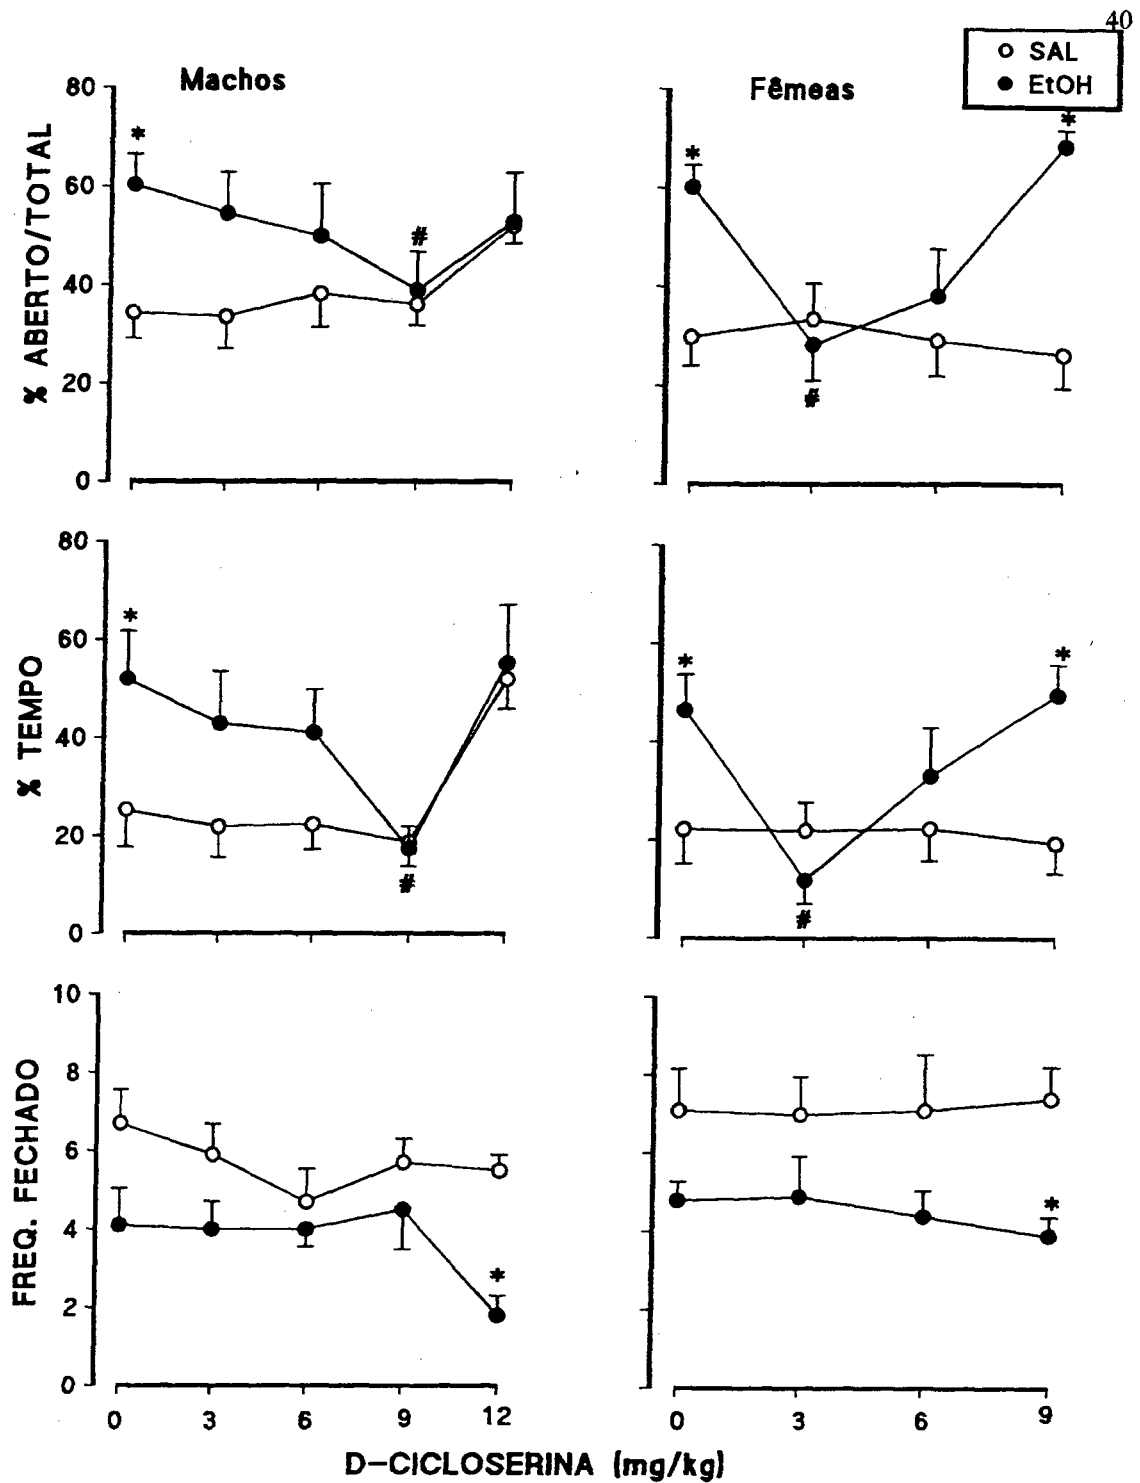 40
○ SAL
● EtOH
Machos
Fêmeas
% ABERTO/TOTAL
80
60
40
20
0
*
#
*
#
*
% TEMPO
80
60
40
20
0
*
#
*
#
*
FREQ. FECHADO
10
8
6
4
2
0
*
*
0 3 6 9 12
0 3 6 9
D-CICLOSERINA (mg/kg)